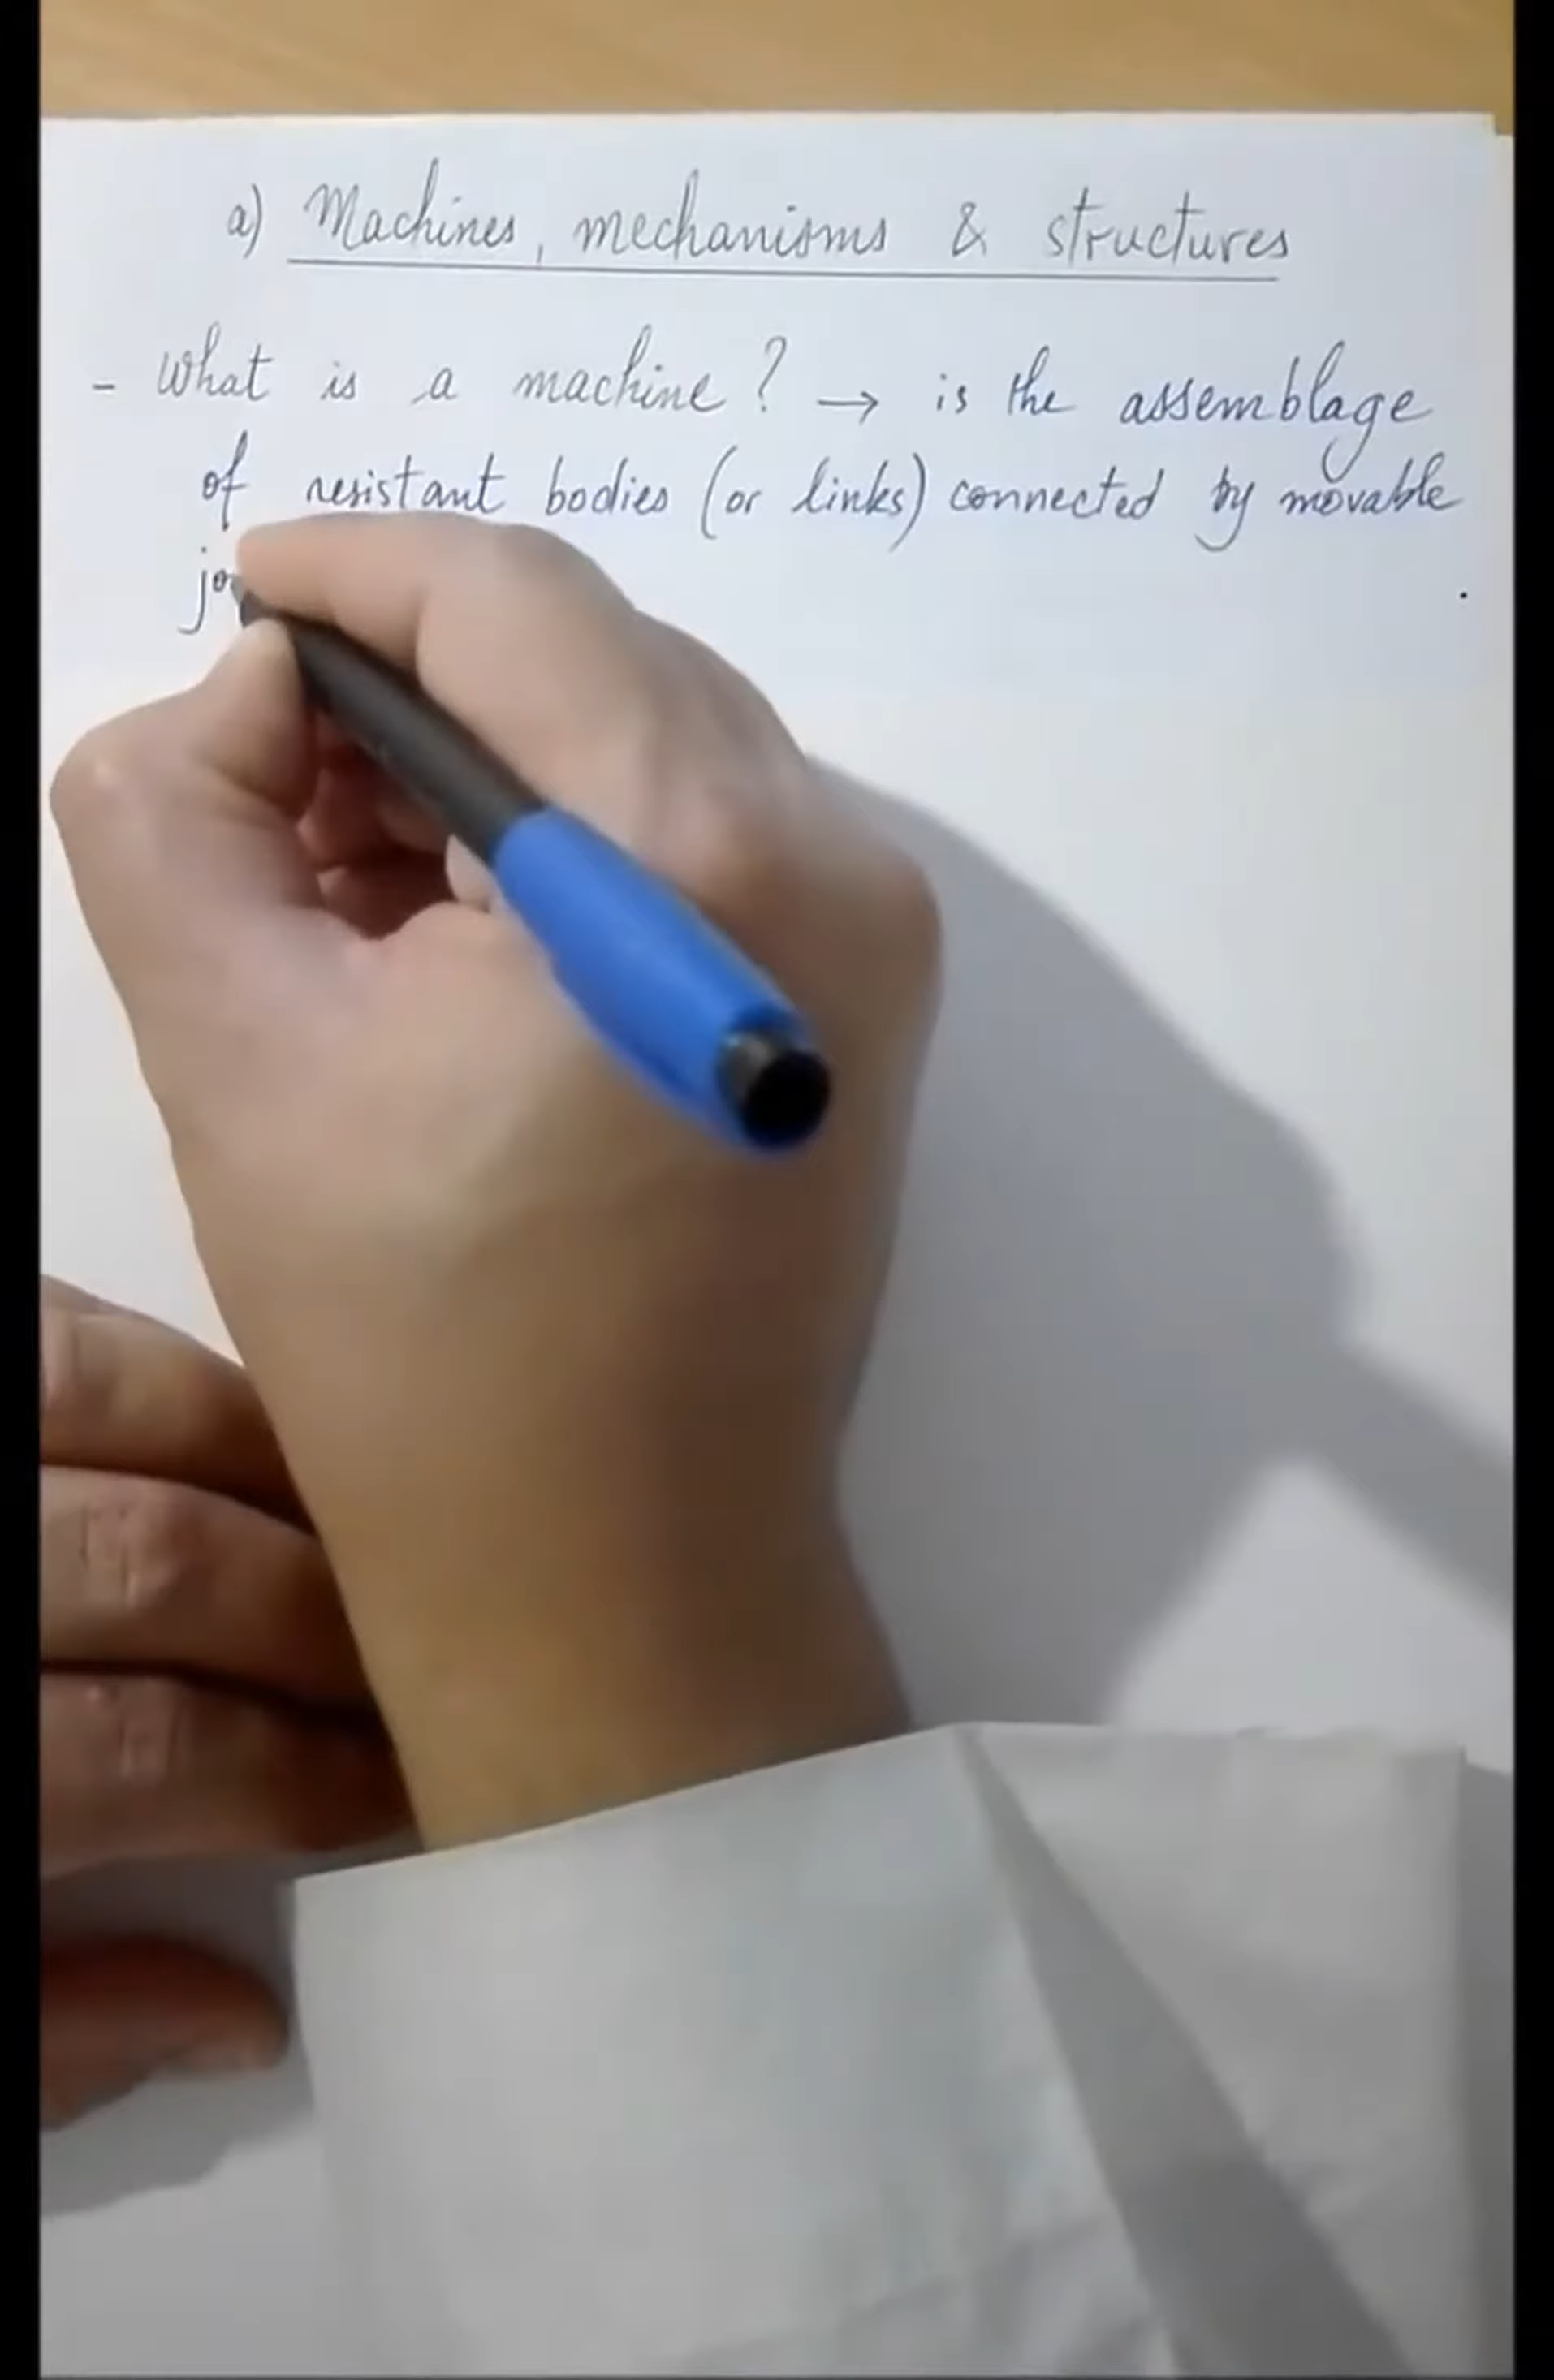 a) Machines, mechanisms & structures
- What is a machine? → is the assemblage
of resistant bodies (or links) connected by movable